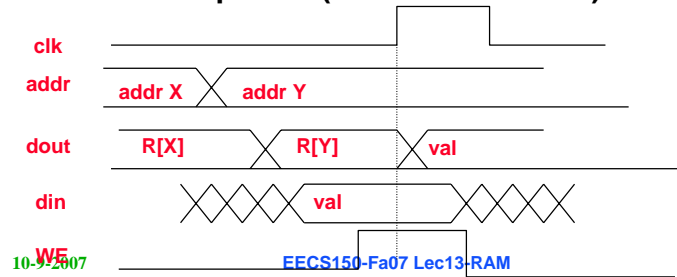 clk
addr
addr X
addr Y
dout
R[X]
R[Y]
val
din
val
WE
10-9-2007
EECS150-Fa07 Lec13-RAM